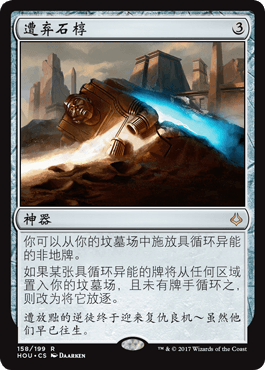 遭弃石椁 3
神器
你可以从你的坟墓场中施放具循环异能
的非地牌。
如果某张具循环异能的牌将从任何区域
置入你的坟墓场，且未有牌手循环之，
则改为将它放逐。
遭放黜的逆徒终于迎来复仇良机～虽然他
们早已往生。
158/199 R
HOU • CS DAARKEN
™ & © 2017 Wizards of the Coast